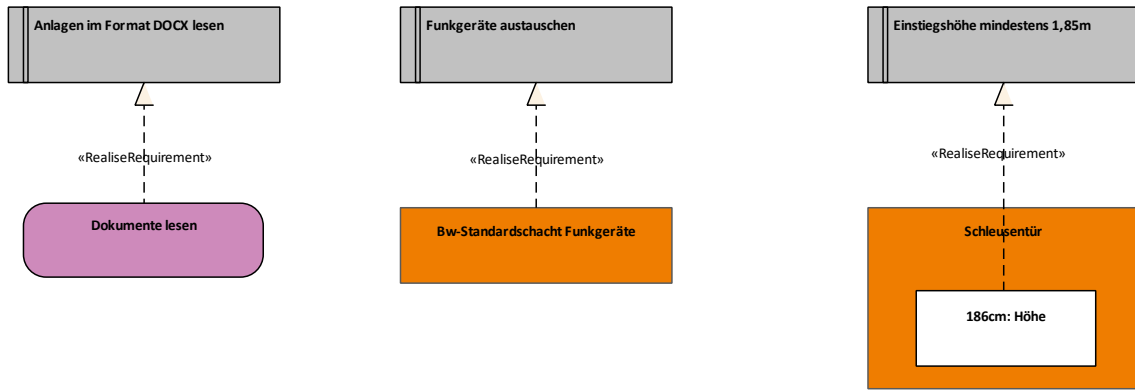 Anlagen im Format DOCX lesen
Funkgeräte austauschen
Einstiegshöhe mindestens 1,85m
«RealiseRequirement»
«RealiseRequirement»
«RealiseRequirement»
Dokumente lesen
Bw-Standardschacht Funkgeräte
Schleusentür
186cm: Höhe